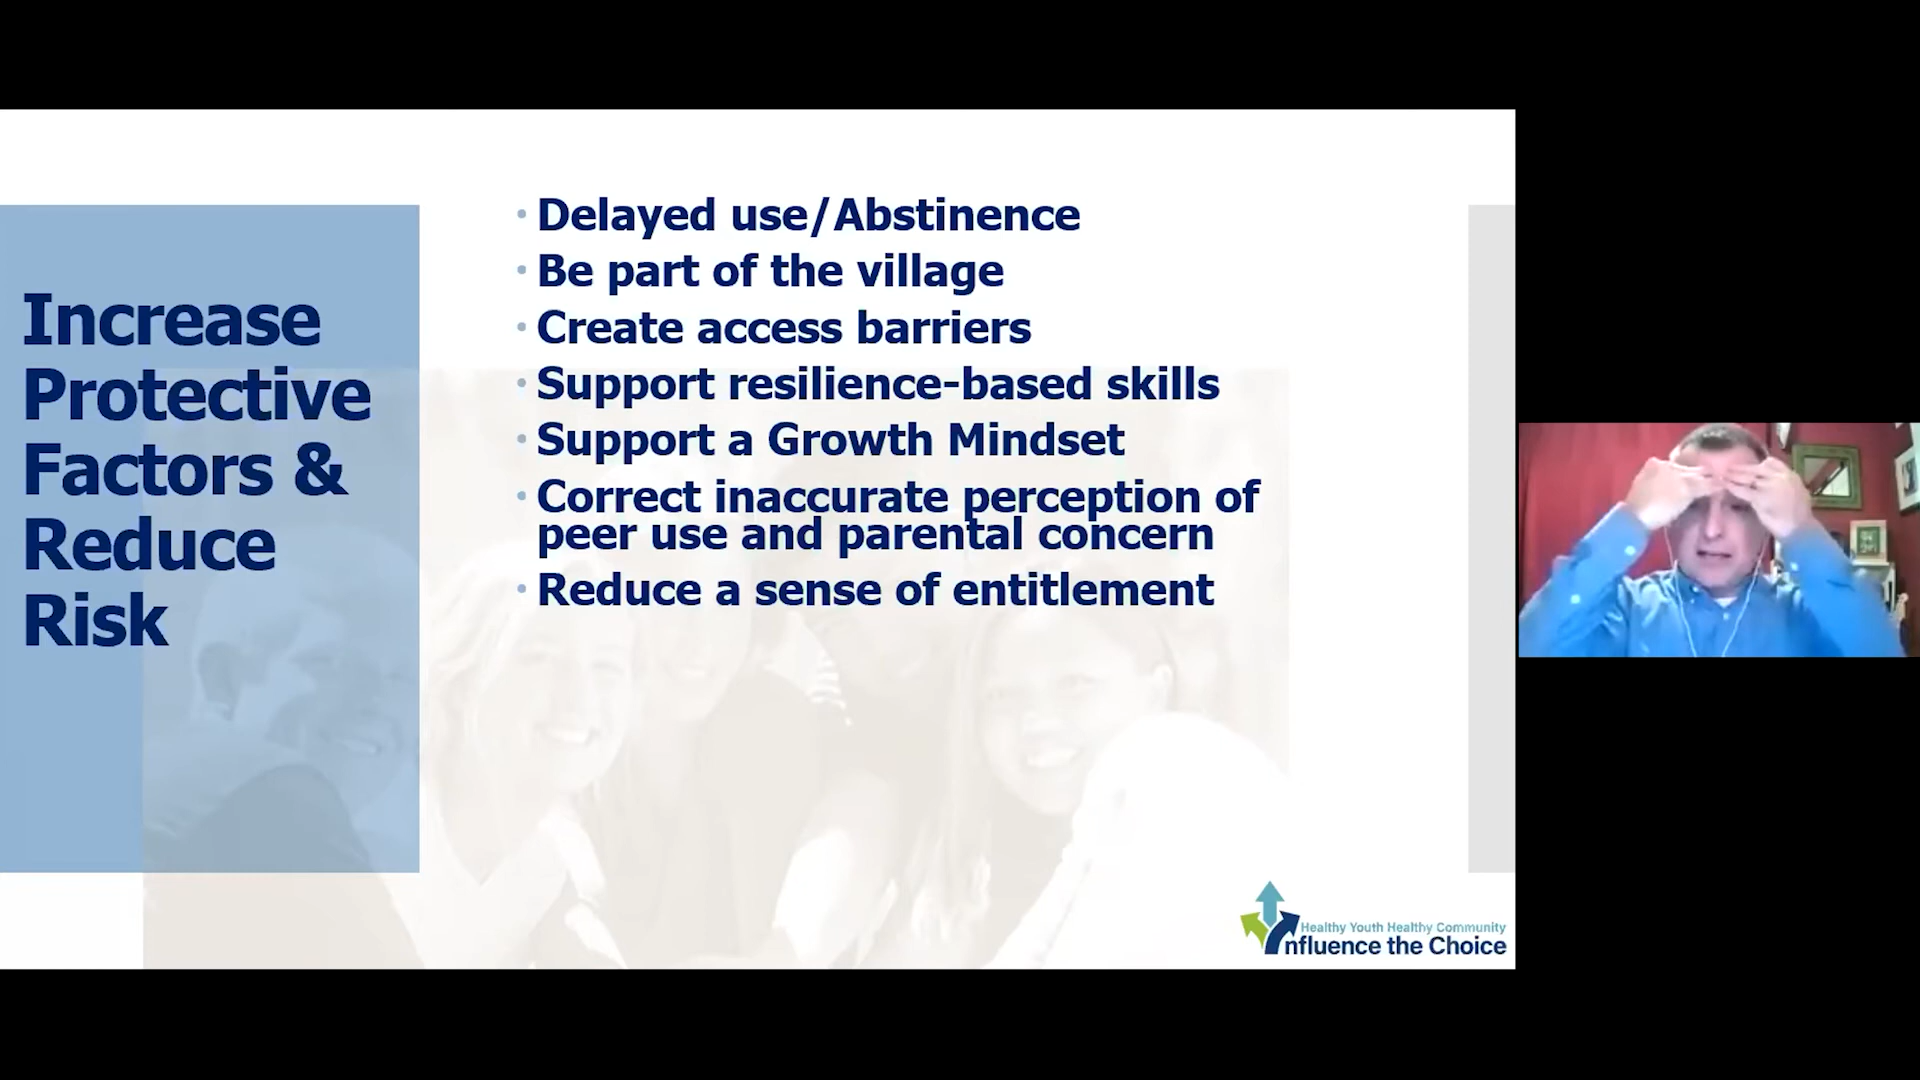 Increase
Protective
Factors &
Reduce
Risk
Delayed use/Abstinence
Be part of the village
Create access barriers
Support resilience-based skills
Support a Growth Mindset
Correct inaccurate perception of
peer use and parental concern
Reduce a sense of entitlement
Healthy Youth Healthy Community
nfluence the Choice